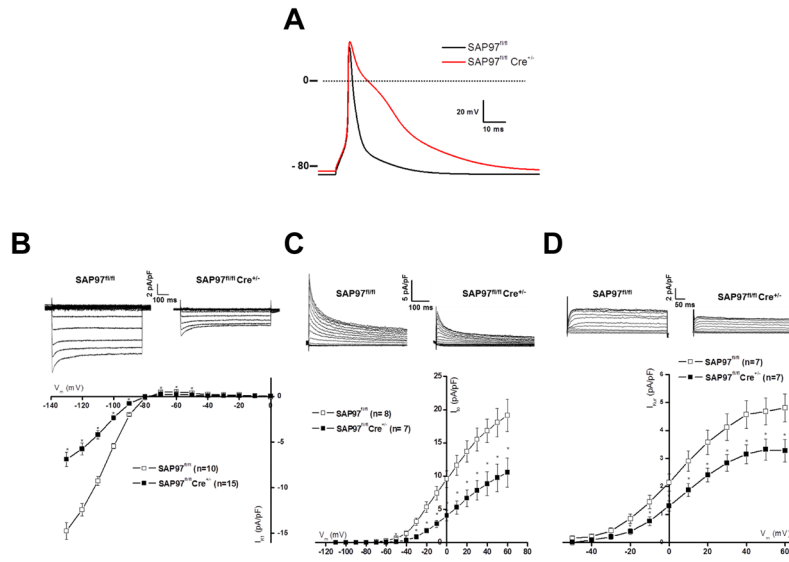 A
SAP97fl/fl
SAP97fl/fl Cre+/-
0
20 mV
10 ms
- 80
B
SAP97fl/fl
2 pA/pF
100 ms
SAP97fl/fl Cre+/-
Vm (mV)
-140 -120 -100 -80 -60 -40 -20 0
0
-5
-10
-15
SAP97fl/fl (n=10)
SAP97fl/fl Cre+/- (n=15)
IK1 (pA/pF)
C
SAP97fl/fl
5 pA/pF
100 ms
SAP97fl/fl Cre+/-
Ito (pA/pF)
25
20
15
10
5
0
SAP97fl/fl (n= 8)
SAP97fl/fl Cre+/- (n= 7)
Vm (mV)
-120 -100 -80 -60 -40 -20 0 20 40 60 80
D
SAP97fl/fl
2 pA/pF
50 ms
SAP97fl/fl Cre+/-
SAP97fl/fl (n=7)
SAP97fl/fl Cre+/- (n=7)
IKur (pA/pF)
6
5
4
3
2
1
0
-40 -20 0 20 40 60
Vm (mV)